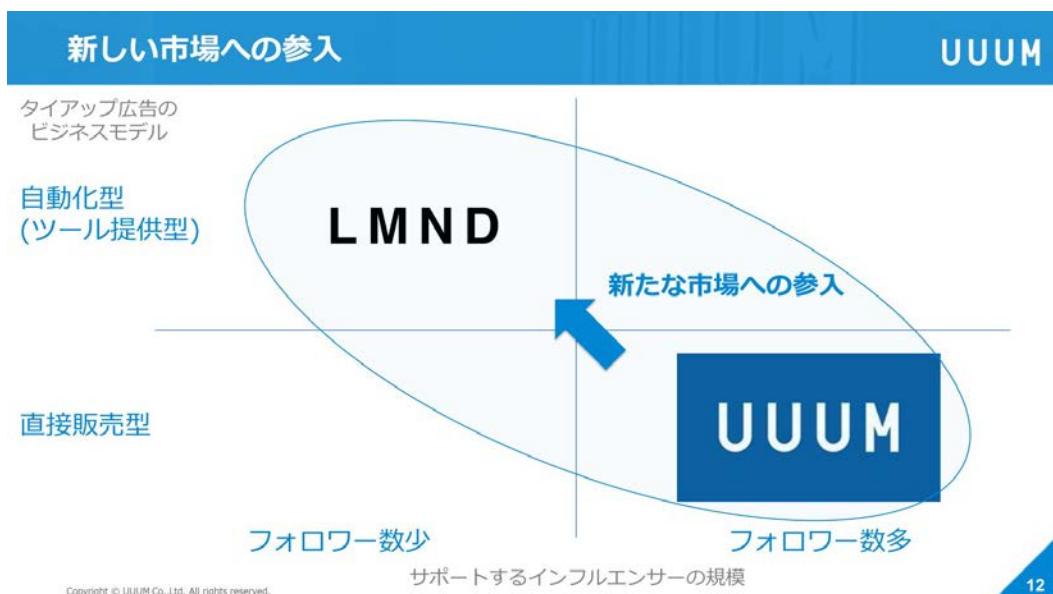 新しい市場への参入
UUUM
タイアップ広告の
ビジネスモデル
自動化型
(ツール提供型)
LMND
新たな市場への参入
直接販売型
UUUM
フォロワー数少
フォロワー数多
サポートするインフルエンサーの規模
Copyright © UUUM Co.,Ltd. All rights reserved.
12